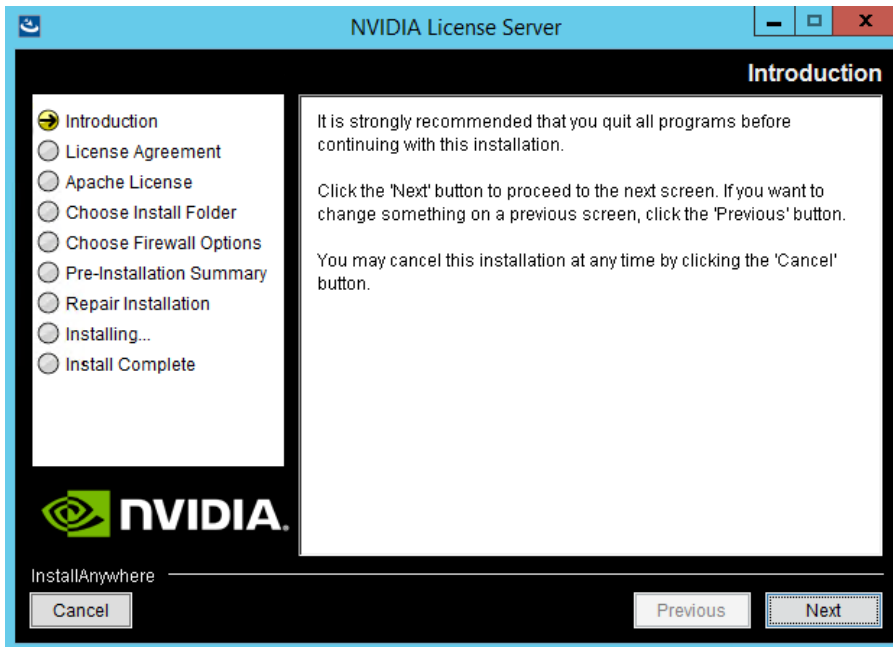 NVIDIA License Server
Introduction
Introduction
License Agreement
Apache License
Choose Install Folder
Choose Firewall Options
Pre-Installation Summary
Repair Installation
Installing...
Install Complete
It is strongly recommended that you quit all programs before
continuing with this installation.
Click the 'Next' button to proceed to the next screen. If you want to
change something on a previous screen, click the 'Previous' button.
You may cancel this installation at any time by clicking the 'Cancel'
button.
NVIDIA.
InstallAnywhere
Cancel
Previous
Next